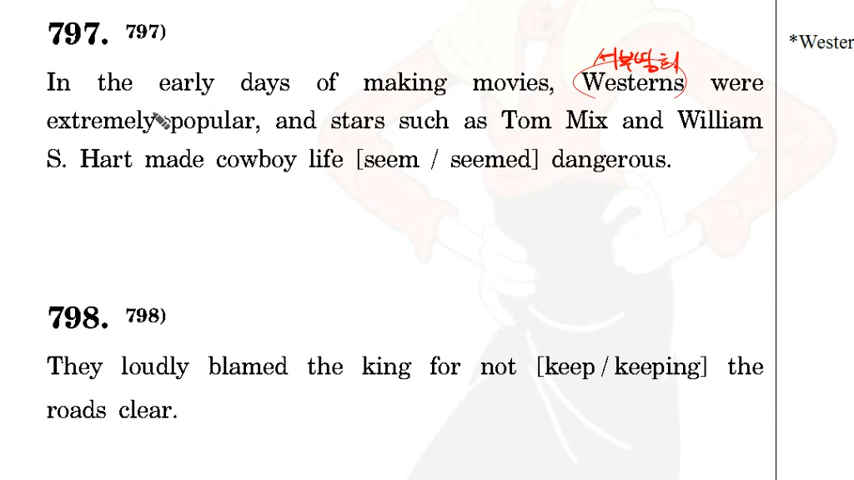 797. 797)
*Wester
서부영화
In the early days of making movies, Westerns were
extremely popular, and stars such as Tom Mix and William
S. Hart made cowboy life [seem / seemed] dangerous.
798. 798)
They loudly blamed the king for not [keep / keeping] the
roads clear.